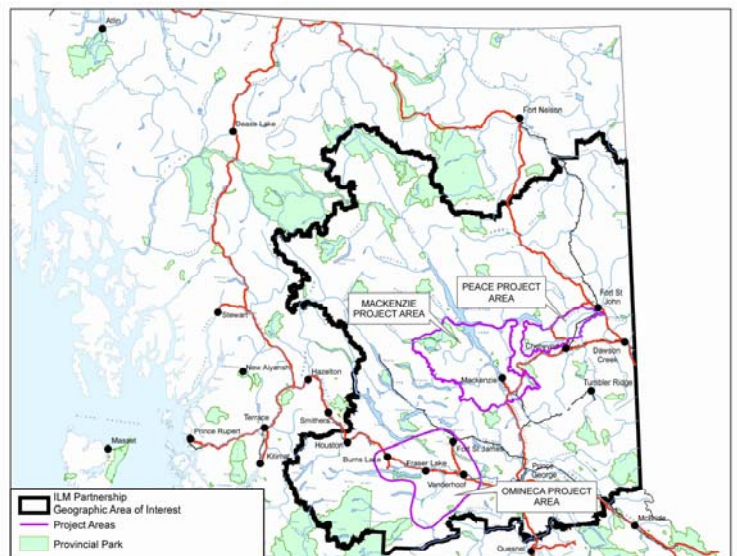 Atlin
Fort Nelson
Dease Lake
PEACE PROJECT
AREA
MACKENZIE
PROJECT AREA
Fort St
John
Stewart
Chetwynd
Dawson
Creek
Mackenzie
Tumbler Ridge
New Aiyansh
Hazelton
Smithers
Terrace
Prince Rupert
Masset
Kitimat
Houston
Burns Lake
Fort St James
Fraser Lake
Vanderhoof
Prince
George
OMINECA PROJECT
AREA
McBride
Quesnel
ILM Partnership
Geographic Area of Interest
Project Areas
Provincial Park